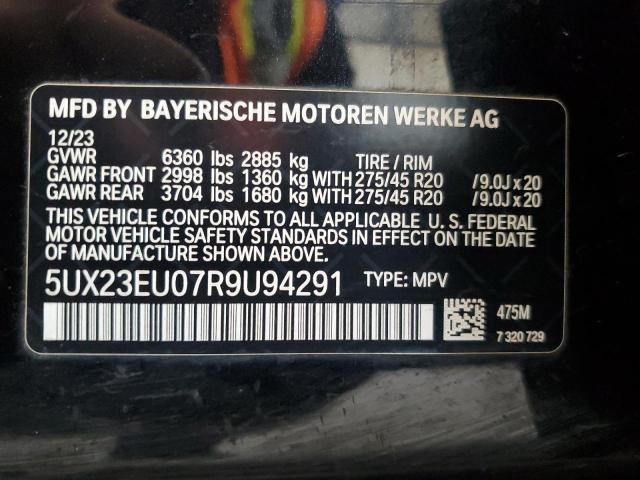 MFD BY BAYERISCHE MOTOREN WERKE AG
12/23
GVWR 6360 lbs 2885 kg TIRE / RIM
GAWR FRONT 2998 lbs 1360 kg WITH 275/45 R20 /9.0J x 20
GAWR REAR 3704 lbs 1680 kg WITH 275/45 R20 /9.0J x 20
THIS VEHICLE CONFORMS TO ALL APPLICABLE U. S. FEDERAL
MOTOR VEHICLE SAFETY STANDARDS IN EFFECT ON THE DATE
OF MANUFACTURE SHOWN ABOVE.
5UX23EU07R9U94291 TYPE: MPV
475M
7 320 729